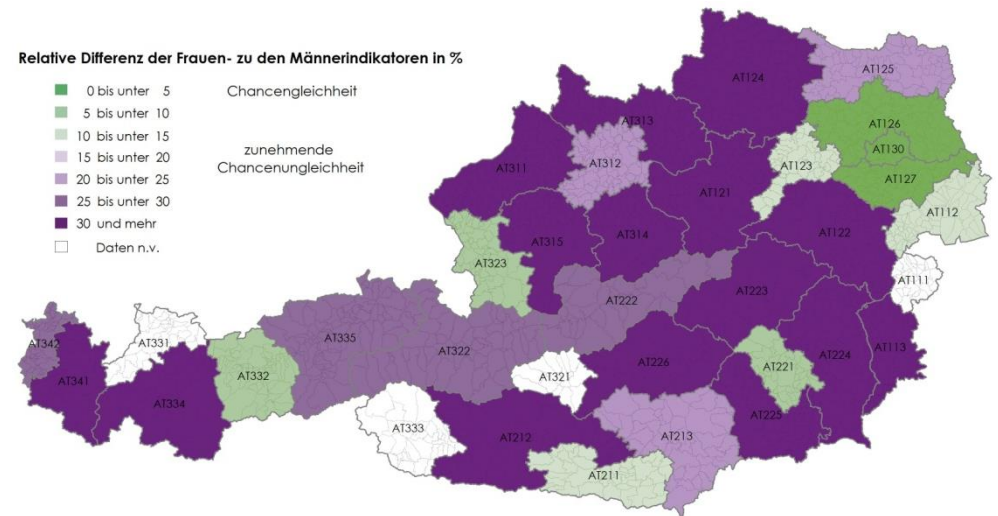 Relative Differenz der Frauen- zu den Männerindikatoren in %
0 bis unter 5 Chancengleichheit
5 bis unter 10
10 bis unter 15
15 bis unter 20 zunehmende
20 bis unter 25 Chancenungleichheit
25 bis unter 30
30 und mehr
Daten n.v.
AT124
AT125
AT313
AT126
AT130
AT312
AT123
AT311
AT127
AT121
AT112
AT315
AT314
AT122
AT323
AT111
AT222
AT223
AT342
AT331
AT335
AT322
AT113
AT332
AT226
AT221
AT224
AT341
AT321
AT334
AT225
AT333
AT212
AT213
AT211